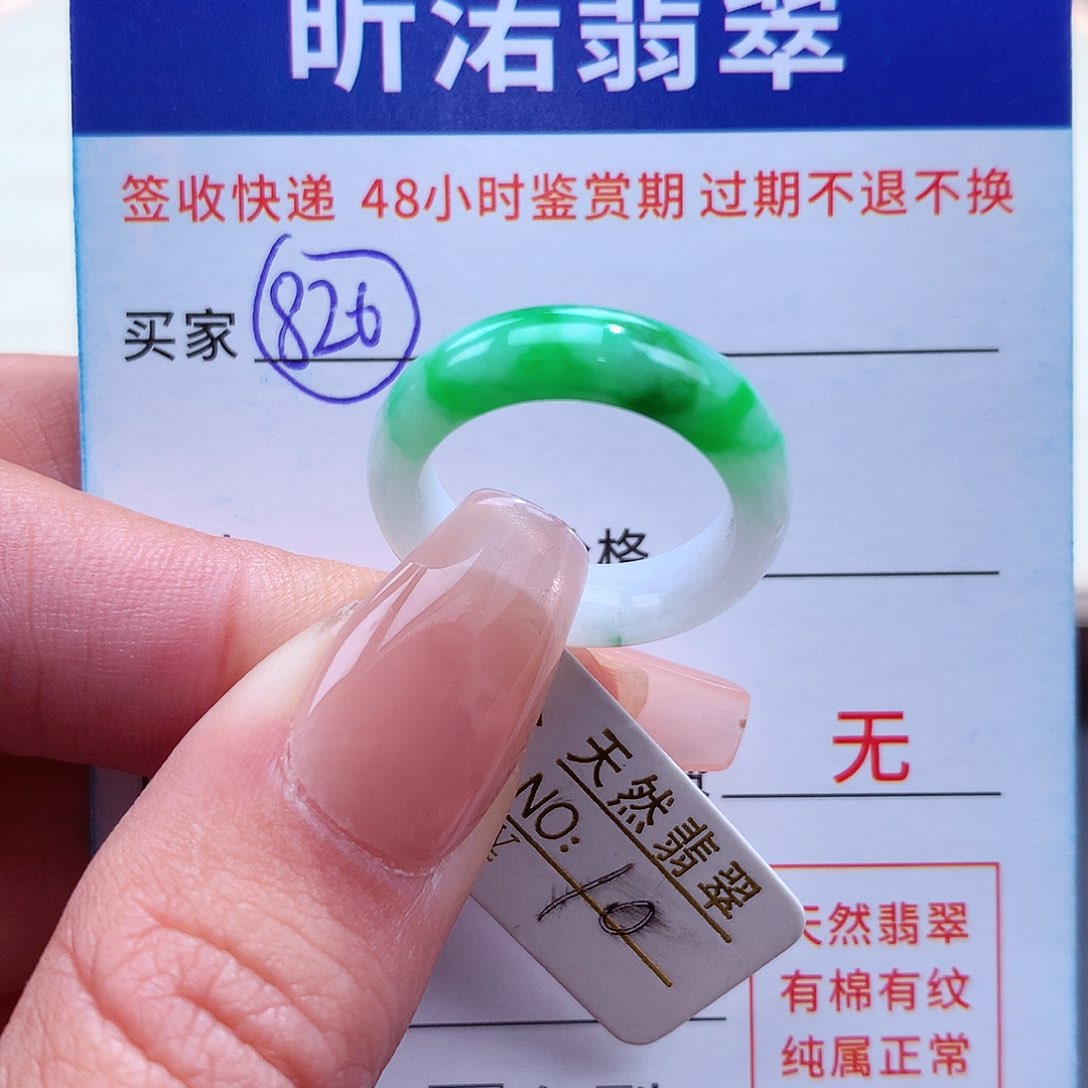 昕沺翡翠
签收快递 48小时鉴赏期 过期不退不换
买家 826
格
无
天然翡翠
NO: 10
天然翡翠
有棉有纹
纯属正常